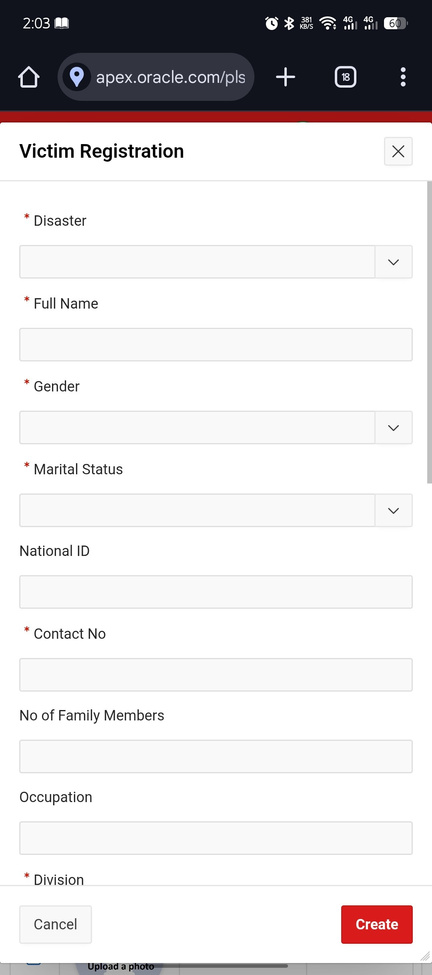 2:03
381
KB/S
4G
4G
60
apex.oracle.com/pls
18
Victim Registration
* Disaster
* Full Name
* Gender
* Marital Status
National ID
* Contact No
No of Family Members
Occupation
* Division
Cancel
Create
Upload a photo